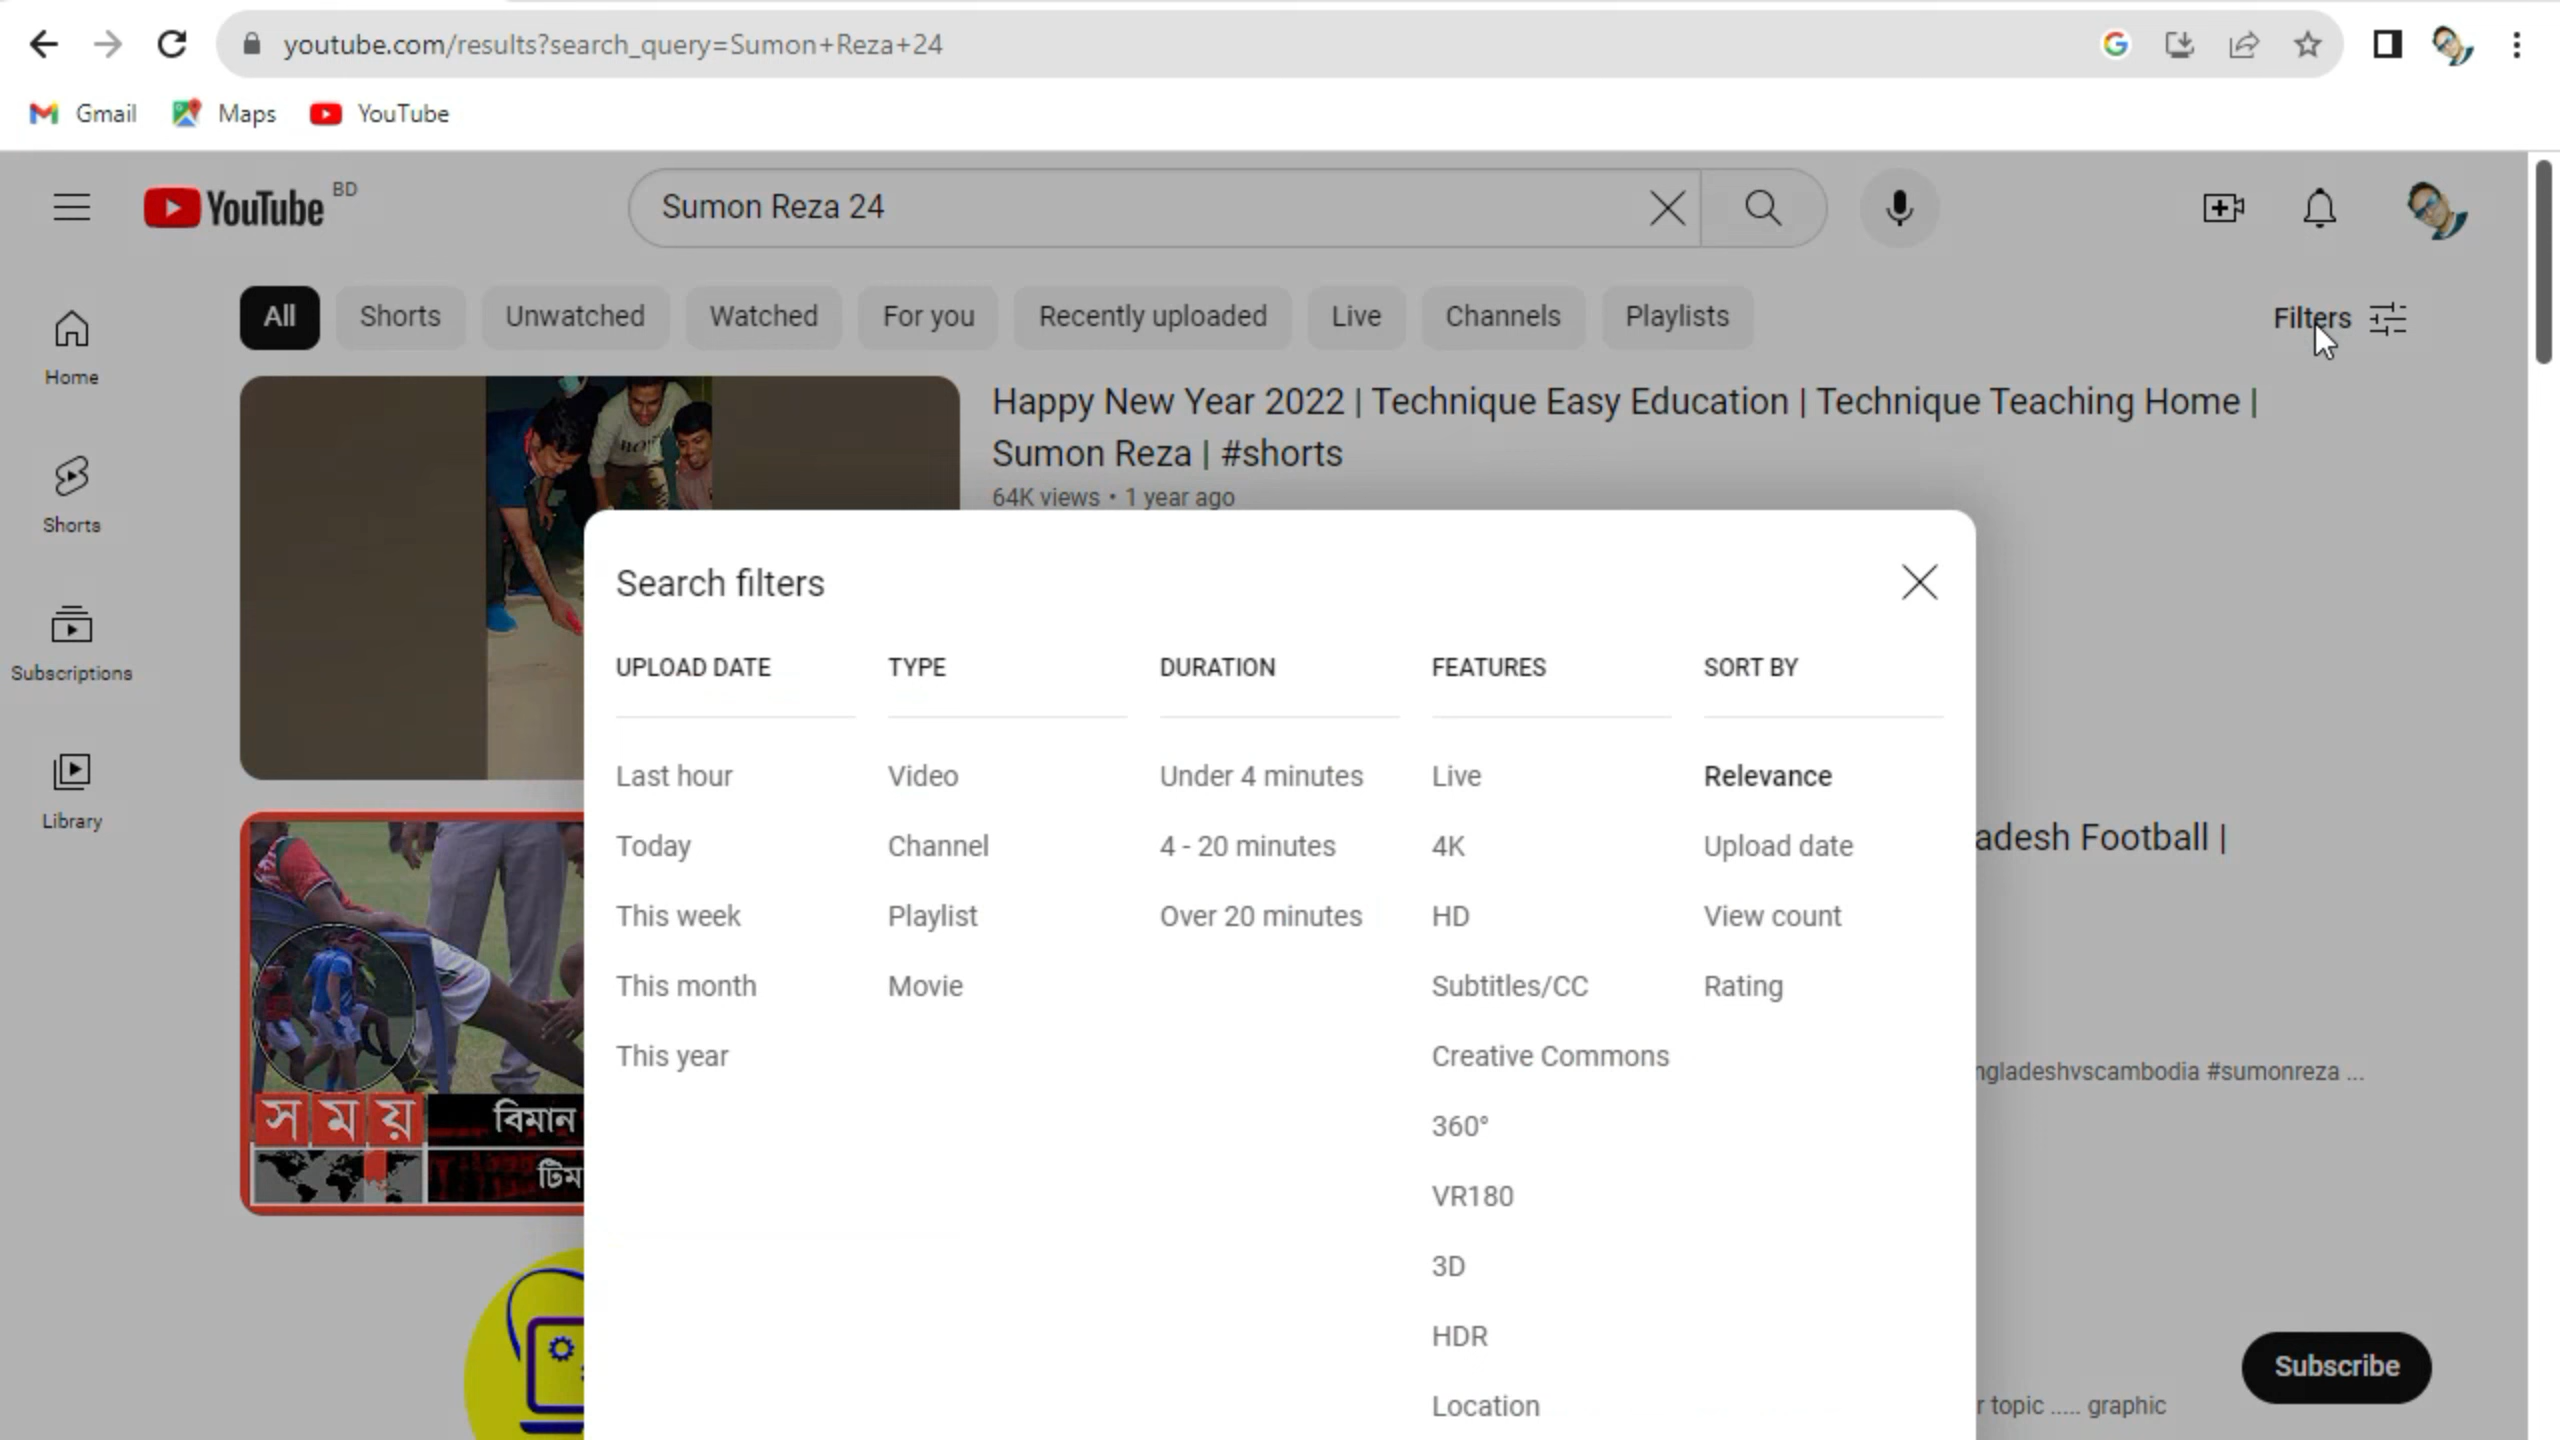 youtube.com/results?search_query=Sumon+Reza+24
Gmail Maps YouTube
YouTube BD
Sumon Reza 24
All Shorts Unwatched Watched For you Recently uploaded Live Channels Playlists Filters
Home
Shorts
Subscriptions
Library
Happy New Year 2022 | Technique Easy Education | Technique Teaching Home |
Sumon Reza | #shorts
64K views • 1 year ago
Search filters
UPLOAD DATE
Last hour
Today
This week
This month
This year
TYPE
Video
Channel
Playlist
Movie
DURATION
Under 4 minutes
4 - 20 minutes
Over 20 minutes
FEATURES
Live
4K
HD
Subtitles/CC
Creative Commons
360°
VR180
3D
HDR
Location
SORT BY
Relevance
Upload date
View count
Rating
adesh Football |
ngladeshvscambodia #sumonreza ...
সময়
বিমান
টিম
Subscribe
r topic ..... graphic